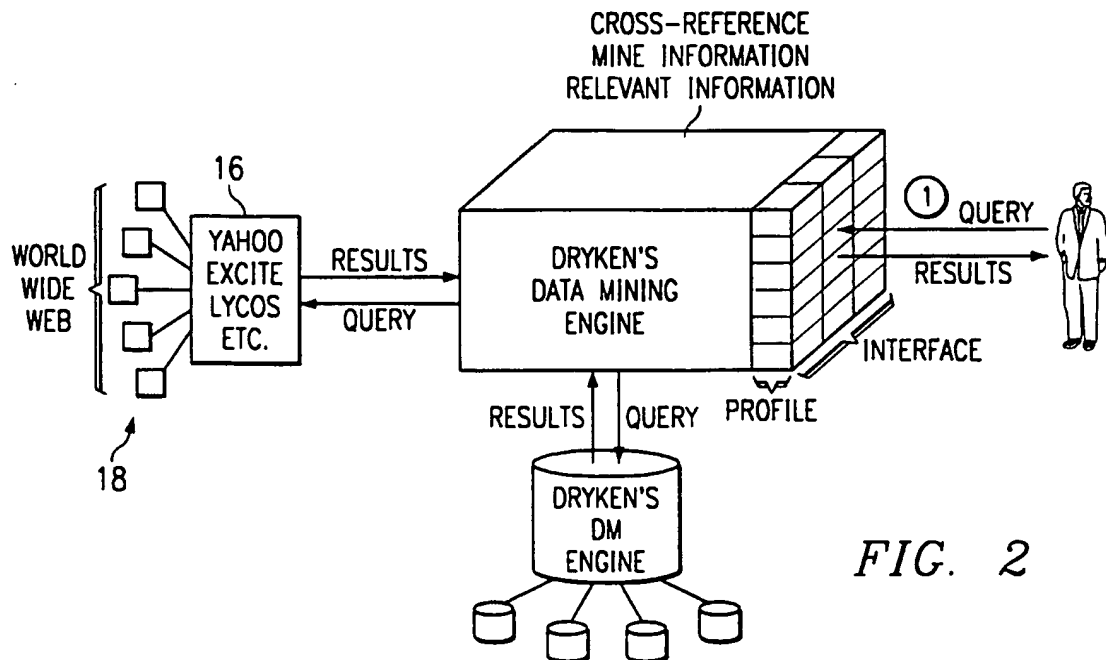 CROSS-REFERENCE
MINE INFORMATION
RELEVANT INFORMATION
16
1
QUERY
RESULTS
WORLD
WIDE
WEB
YAHOO
EXCITE
LYCOS
ETC.
RESULTS
QUERY
DRYKEN'S
DATA MINING
ENGINE
INTERFACE
PROFILE
RESULTS
QUERY
18
DRYKEN'S
DM
ENGINE
FIG. 2